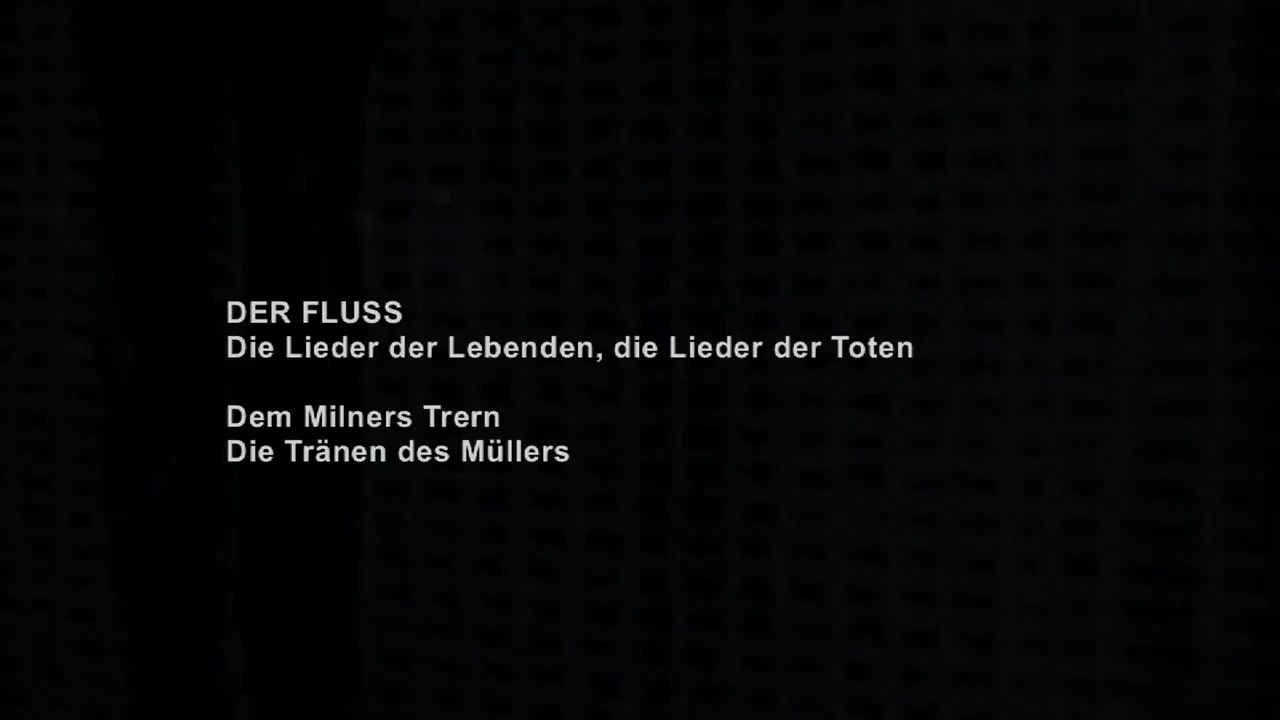 DER FLUSS
Die Lieder der Lebenden, die Lieder der Toten
Dem Milners Trern
Die Tränen des Müllers